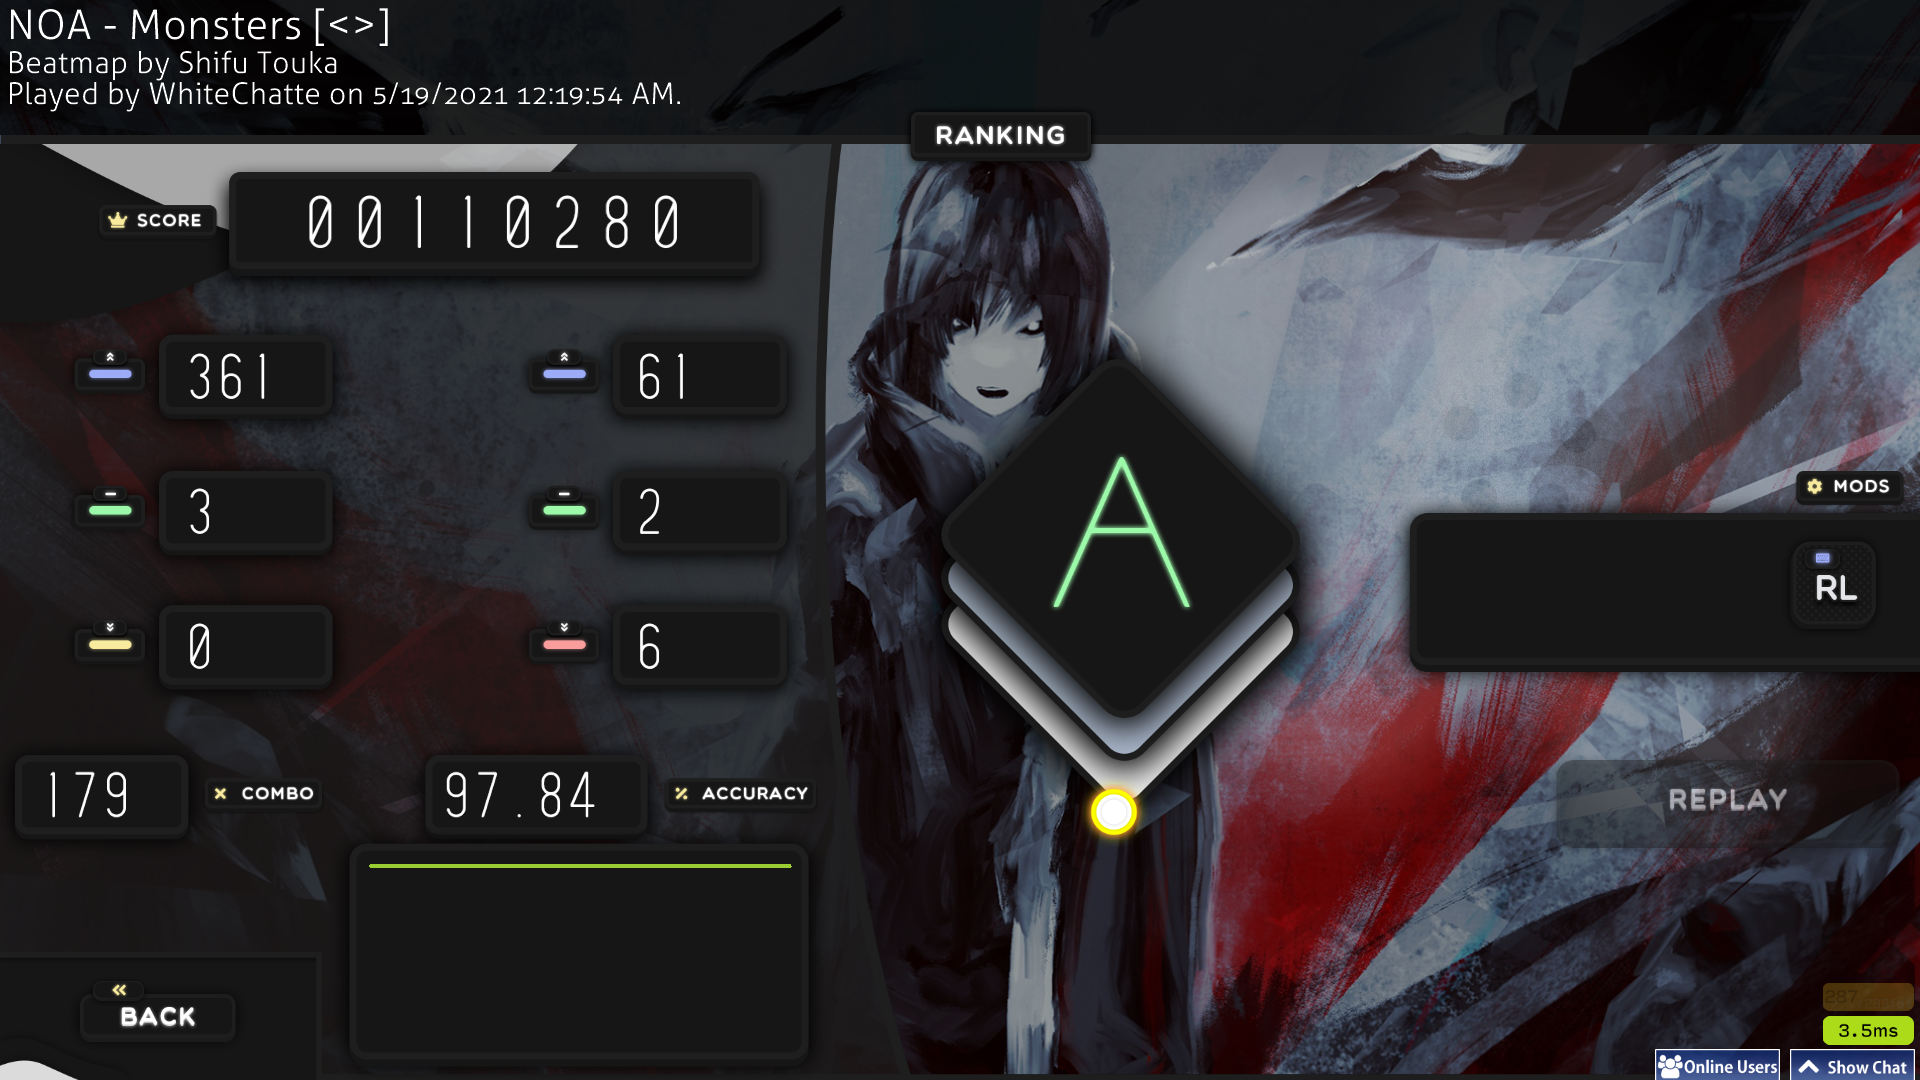 NOA - Monsters [<>]
Beatmap by Shifu Touka
Played by WhiteChatte on 5/19/2021 12:19:54 AM.
RANKING
SCORE
00110280
361
61
3
2
0
6
A
MODS
RL
179
COMBO
97.84
ACCURACY
REPLAY
BACK
287
3.5ms
Online Users
Show Chat